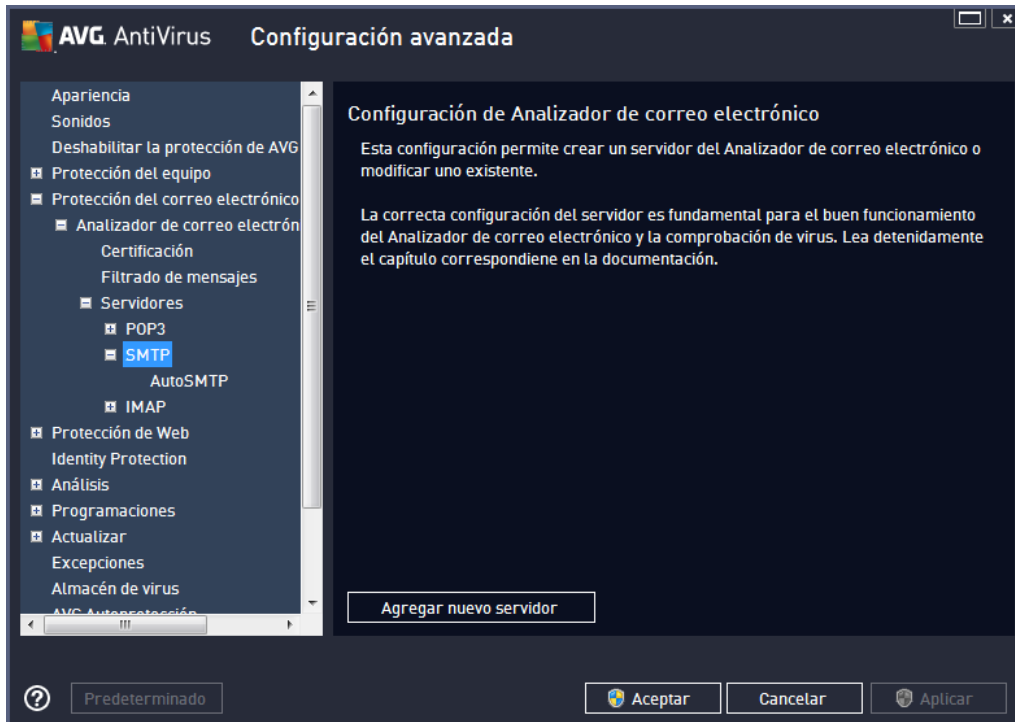 AVG AntiVirus Configuración avanzada
Apariencia
Sonidos
Deshabilitar la protección de AVG
Protección del equipo
Protección del correo electrónico
Analizador de correo electrón
Certificación
Filtrado de mensajes
Servidores
POP3
SMTP
AutoSMTP
IMAP
Protección de Web
Identity Protection
Análisis
Programaciones
Actualizar
Excepciones
Almacén de virus
AVG Autoprotección
Configuración de Analizador de correo electrónico
Esta configuración permite crear un servidor del Analizador de correo electrónico o
modificar uno existente.
La correcta configuración del servidor es fundamental para el buen funcionamiento
del Analizador de correo electrónico y la comprobación de virus. Lea detenidamente
el capítulo correspondiene en la documentación.
Agregar nuevo servidor
Predeterminado
Aceptar
Cancelar
Aplicar